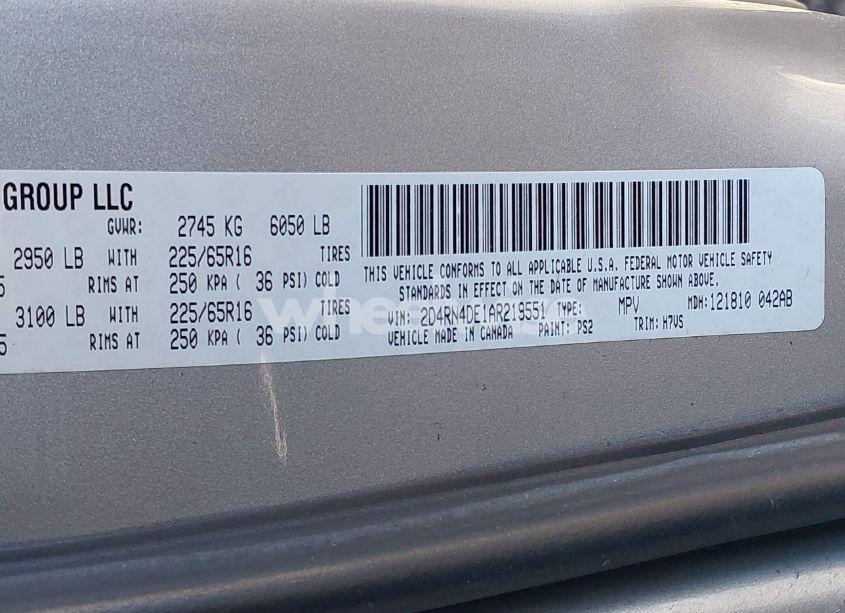 GROUP LLC
GVWR: 2745 KG 6050 LB
2950 LB WITH 225/65R16 TIRES
5 RIMS AT 250 KPA ( 36 PSI) COLD
3100 LB WITH 225/65R16 TIRES
5 RIMS AT 250 KPA ( 36 PSI) COLD
THIS VEHICLE CONFORMS TO ALL APPLICABLE U.S.A. FEDERAL MOTOR VEHICLE SAFETY
STANDARDS IN EFFECT ON THE DATE OF MANUFACTURE SHOWN ABOVE.
VIN: 2D4RN4DE1AR219551 TYPE: MPV MDH: 121810 042AB
VEHICLE MADE IN CANADA PAINT: PS2 TRIM: H7VS